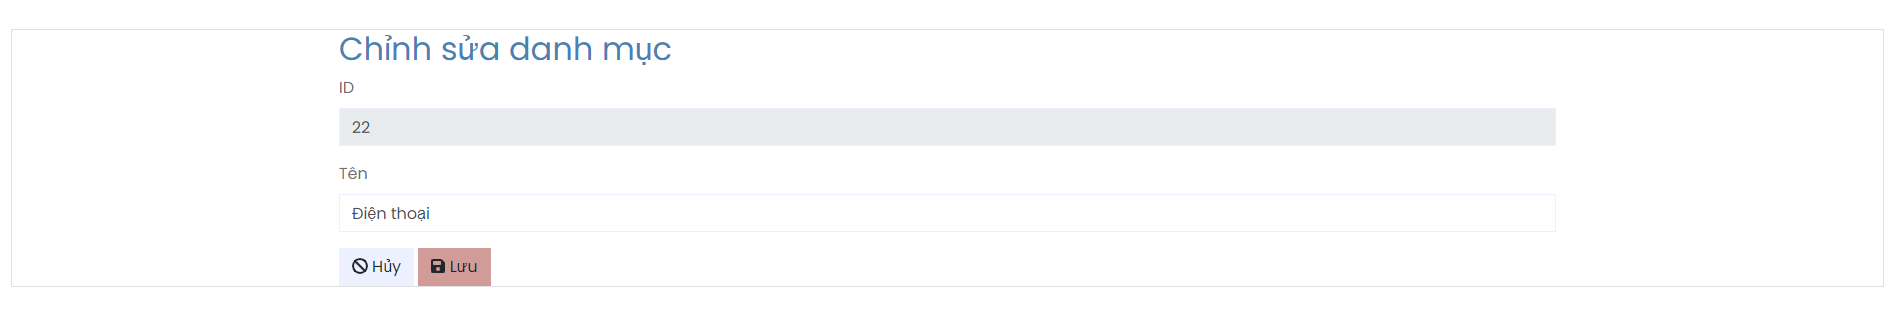 Chỉnh sửa danh mục
ID
22
Tên
Điện thoại
Hủy Lưu